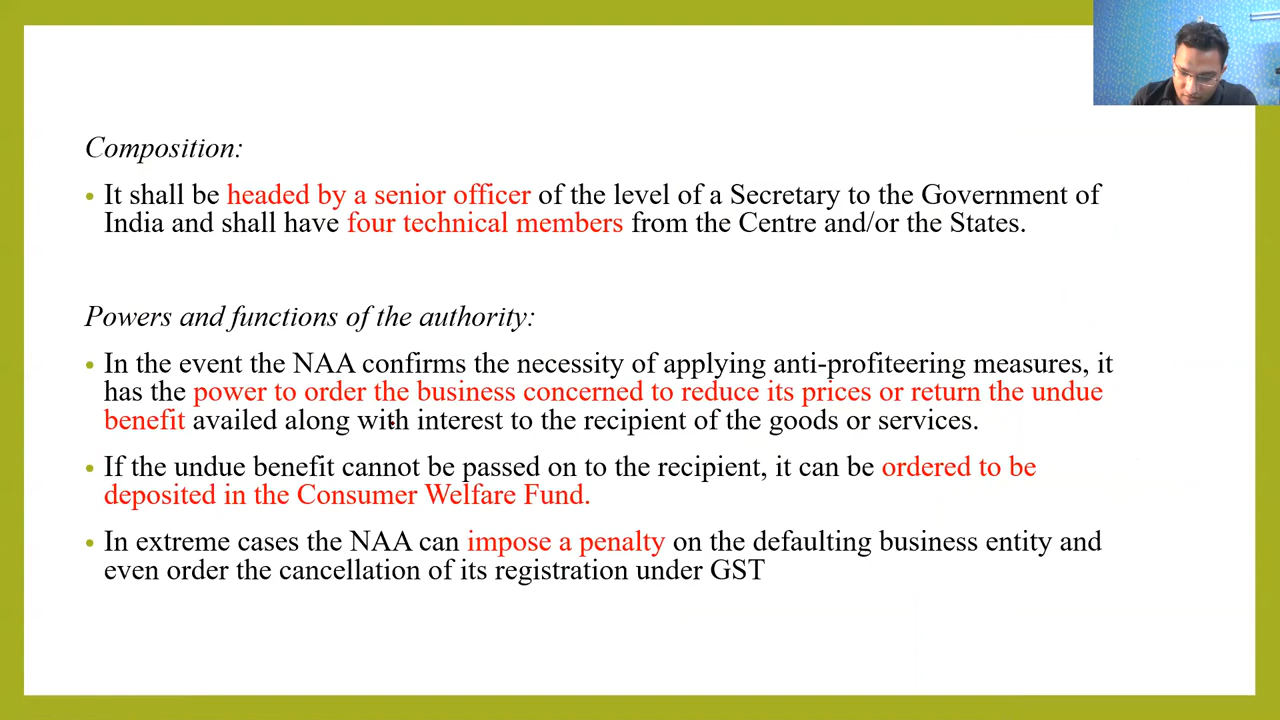 Composition:
• It shall be headed by a senior officer of the level of a Secretary to the Government of
India and shall have four technical members from the Centre and/or the States.
Powers and functions of the authority:
• In the event the NAA confirms the necessity of applying anti-profiteering measures, it
has the power to order the business concerned to reduce its prices or return the undue
benefit availed along with interest to the recipient of the goods or services.
• If the undue benefit cannot be passed on to the recipient, it can be ordered to be
deposited in the Consumer Welfare Fund.
• In extreme cases the NAA can impose a penalty on the defaulting business entity and
even order the cancellation of its registration under GST